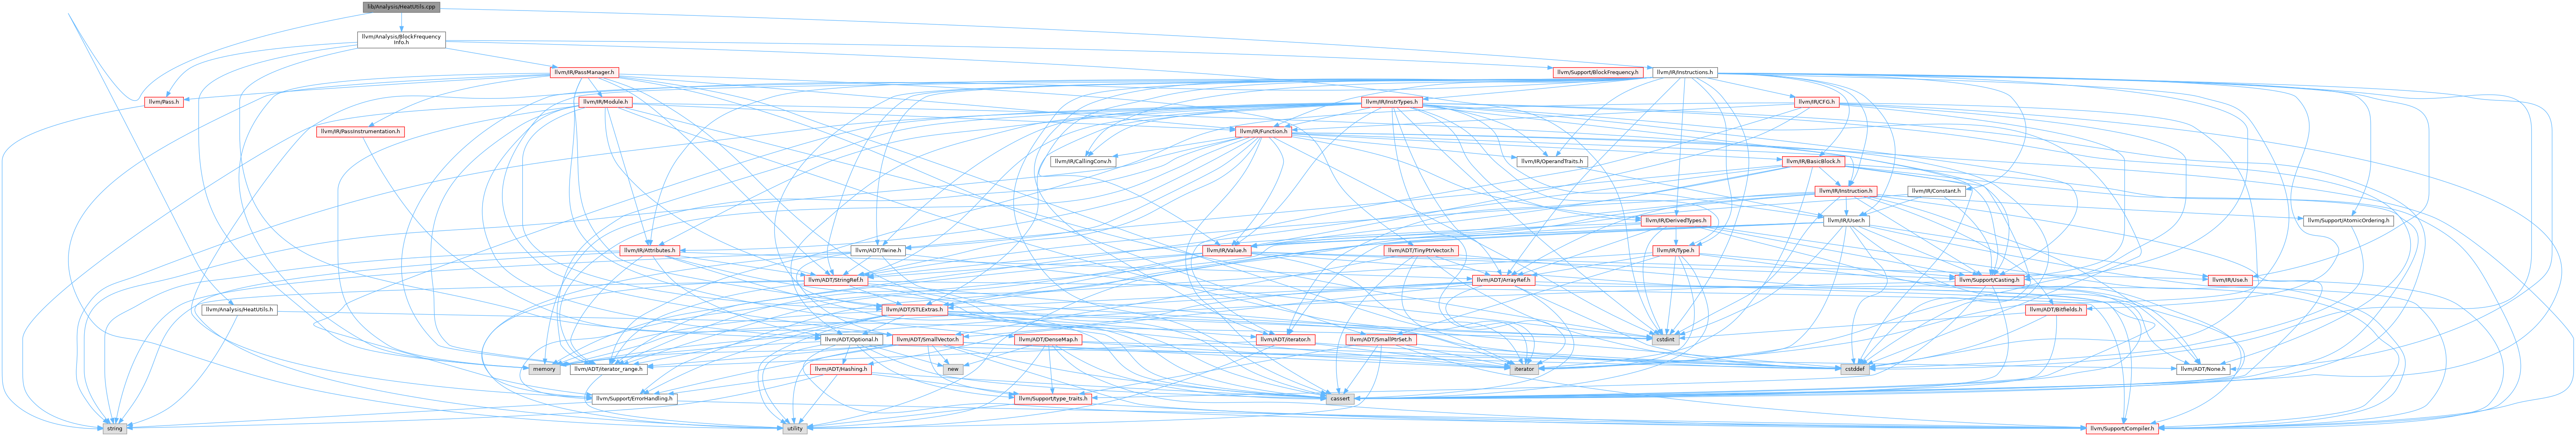 lib/Analysis/HeatUtils.cpp
llvm/Analysis/BlockFrequency
Info.h
llvm/IR/PassManager.h
llvm/Support/BlockFrequency.h
llvm/IR/Instructions.h
llvm/Pass.h
llvm/IR/Module.h
llvm/IR/InstrTypes.h
llvm/IR/CFG.h
llvm/IR/PassInstrumentation.h
llvm/IR/Function.h
llvm/IR/CallingConv.h
llvm/IR/OperandTraits.h
llvm/IR/BasicBlock.h
llvm/IR/Instruction.h
llvm/IR/Constant.h
llvm/IR/DerivedTypes.h
llvm/IR/User.h
llvm/Support/AtomicOrdering.h
llvm/IR/Attributes.h
llvm/ADT/Twine.h
llvm/IR/Value.h
llvm/ADT/TinyPtrVector.h
llvm/IR/Type.h
llvm/ADT/StringRef.h
llvm/ADT/ArrayRef.h
llvm/Support/Casting.h
llvm/IR/Use.h
llvm/Analysis/HeatUtils.h
llvm/ADT/STLExtras.h
llvm/ADT/Bitfields.h
llvm/ADT/Optional.h
llvm/ADT/SmallVector.h
llvm/ADT/DenseMap.h
llvm/ADT/iterator.h
llvm/ADT/SmallPtrSet.h
cstdint
memory
llvm/ADT/iterator_range.h
llvm/ADT/Hashing.h
new
iterator
cstddef
llvm/ADT/None.h
llvm/Support/ErrorHandling.h
llvm/Support/type_traits.h
cassert
string
utility
llvm/Support/Compiler.h